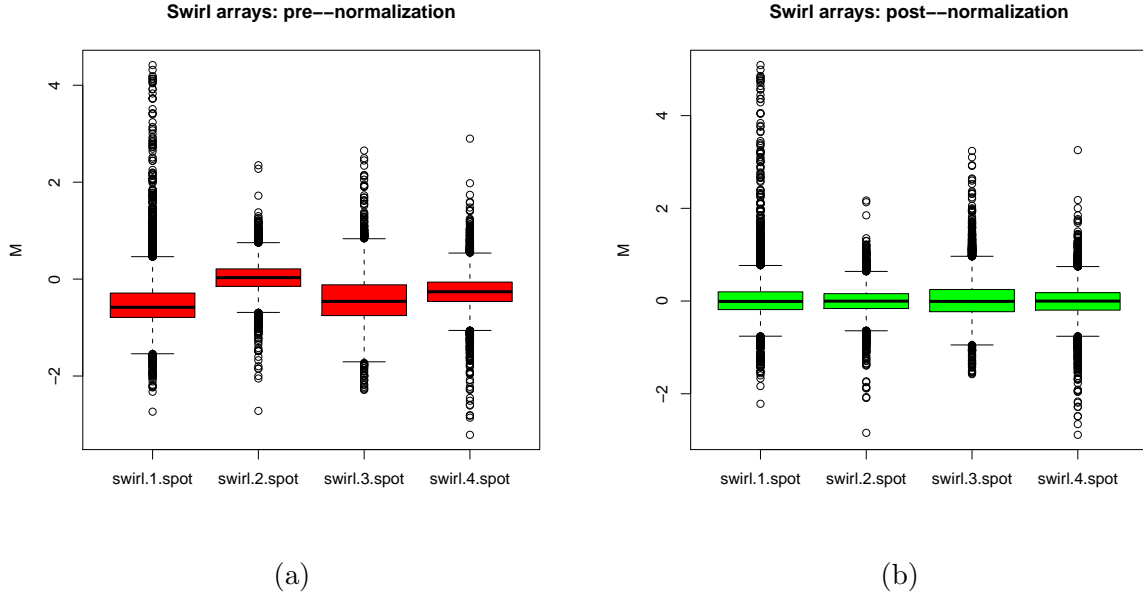 Swirl arrays: pre−−normalization
M
4
2
0
−2
swirl.1.spot swirl.2.spot swirl.3.spot swirl.4.spot
(a)
Swirl arrays: post−−normalization
M
4
2
0
−2
swirl.1.spot swirl.2.spot swirl.3.spot swirl.4.spot
(b)